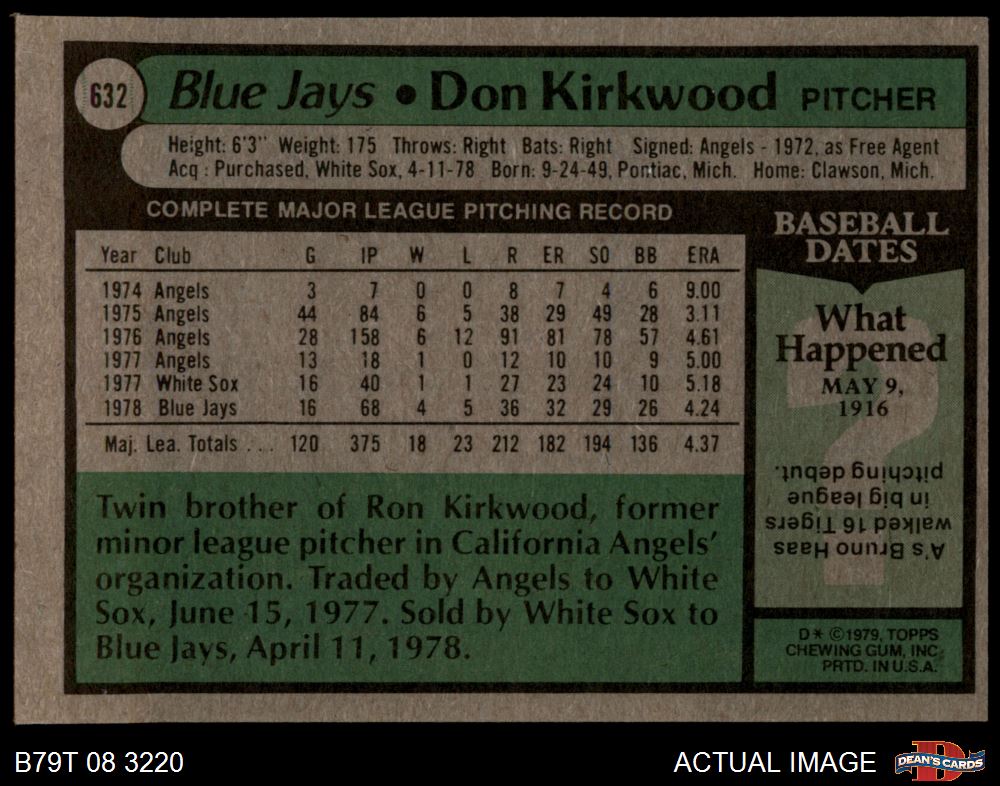 632 Blue Jays • Don Kirkwood PITCHER
Height: 6'3" Weight: 175 Throws: Right Bats: Right Signed: Angels - 1972, as Free Agent
Acq : Purchased, White Sox, 4-11-78 Born: 9-24-49, Pontiac, Mich. Home: Clawson, Mich.
COMPLETE MAJOR LEAGUE PITCHING RECORD
Year Club G IP W L R ER SO BB ERA
1974 Angels 3 7 0 0 8 7 4 6 9.00
1975 Angels 44 84 6 5 38 29 49 28 3.11
1976 Angels 28 158 6 12 91 81 78 57 4.61
1977 Angels 13 18 1 0 12 10 10 9 5.00
1977 White Sox 16 40 1 1 27 23 24 10 5.18
1978 Blue Jays 16 68 4 5 36 32 29 26 4.24
Maj. Lea. Totals . . . 120 375 18 23 212 182 194 136 4.37
Twin brother of Ron Kirkwood, former
minor league pitcher in California Angels'
organization. Traded by Angels to White
Sox, June 15, 1977. Sold by White Sox to
Blue Jays, April 11, 1978.
BASEBALL
DATES
What
Happened
MAY 9,
1916
?
A's Bruno Haas
walked 16 Tigers
in big league
pitching debut.
D* ©1979, TOPPS
CHEWING GUM, INC.
PRTD. IN U.S.A.
B79T 08 3220
ACTUAL IMAGE
D
DEAN'S CARDS